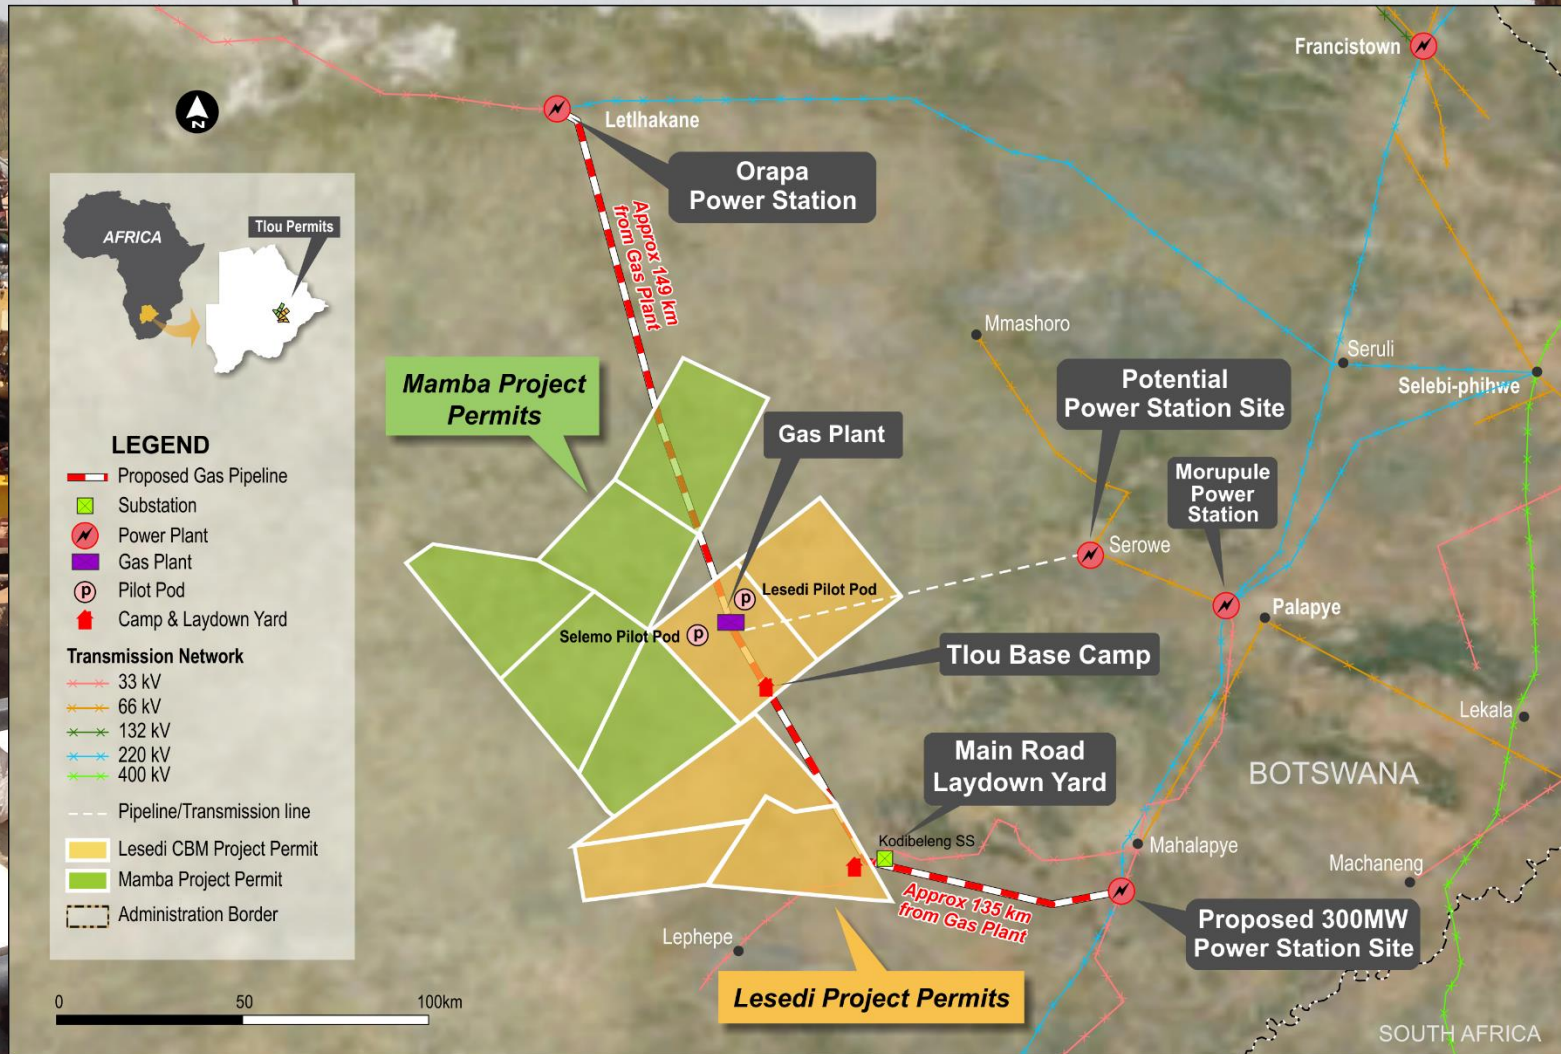 Francistown
Letlhakane
Orapa
Power Station
N
AFRICA
Tlou Permits
Approx 149 km
from Gas Plant
Mmashoro
Seruli
Selebi-phihwe
Mamba Project
Permits
Potential
Power Station Site
Gas Plant
Morupule
Power
Station
LEGEND
Proposed Gas Pipeline
Substation
Power Plant
Gas Plant
P
Pilot Pod
Camp & Laydown Yard
Transmission Network
33 kV
66 kV
132 kV
220 kV
400 kV
Pipeline/Transmission line
Lesedi CBM Project Permit
Mamba Project Permit
Administration Border
0
50
100km
Serowe
P
Lesedi Pilot Pod
Selemo Pilot Pod
P
Palapye
Tlou Base Camp
Lekala
Main Road
Laydown Yard
BOTSWANA
Kodibeleng SS
Mahalapye
Machaneng
Approx 135 km
from Gas Plant
Proposed 300MW
Power Station Site
Lephepe
Lesedi Project Permits
SOUTH AFRICA